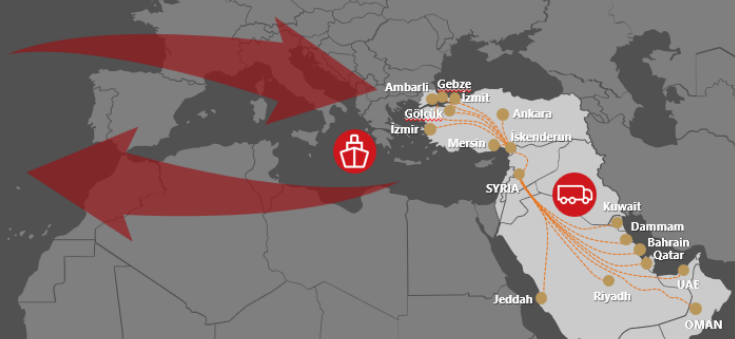 Ambarli
Gebze
İzmit
Gölcük
Ankara
İzmir
Mersin
İskenderun
SYRIA
Kuwait
Dammam
Bahrain
Qatar
UAE
Jeddah
Riyadh
OMAN